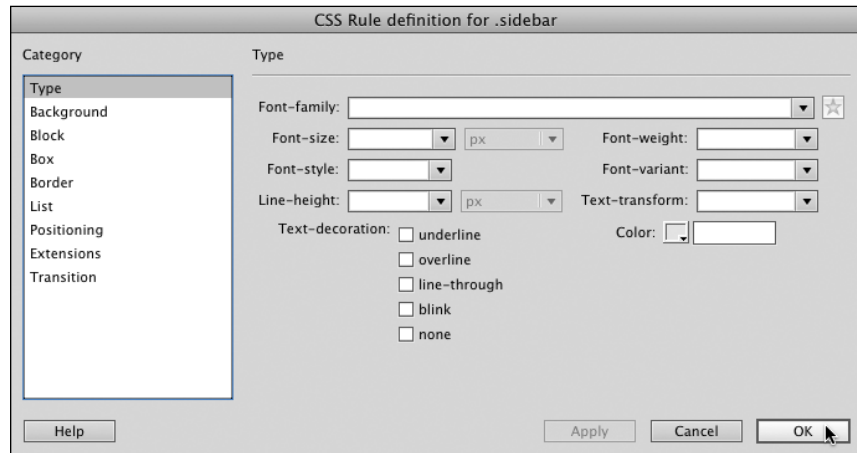 CSS Rule definition for .sidebar
Category
Type
Background
Block
Box
Border
List
Positioning
Extensions
Transition
Type
Font-family:
Font-size: px Font-weight:
Font-style: Font-variant:
Line-height: px Text-transform:
Text-decoration: underline Color:
overline
line-through
blink
none
Help Apply Cancel OK